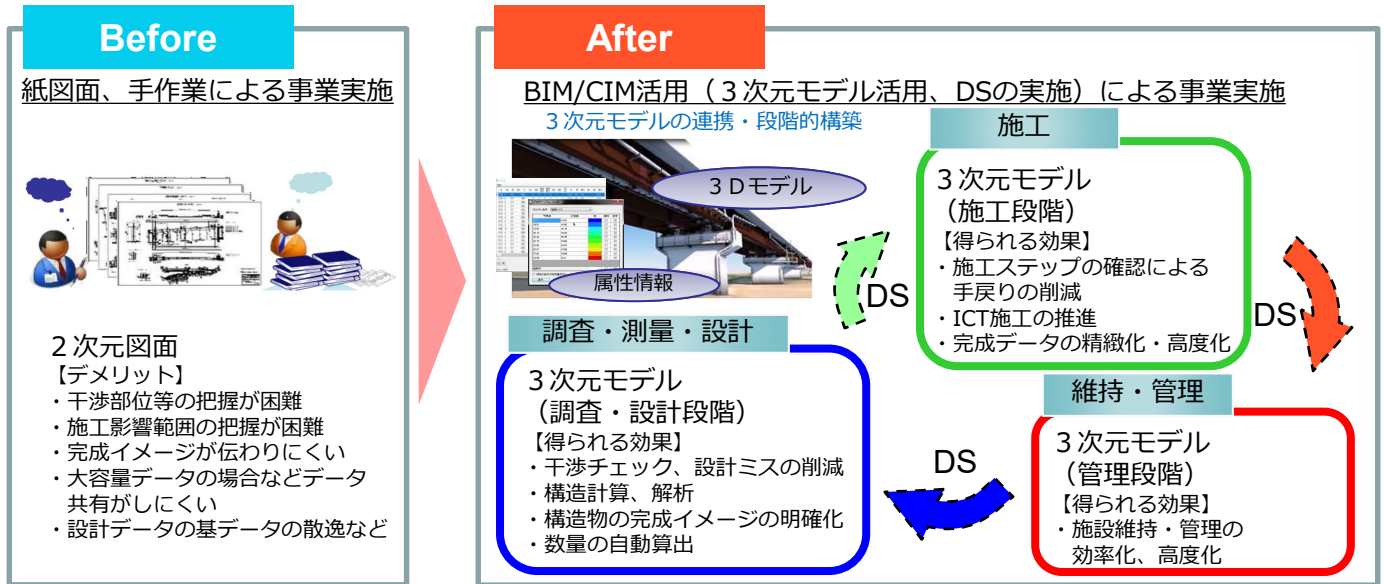 Before
紙図面、手作業による事業実施
２次元図面
【デメリット】
・干渉部位等の把握が困難
・施工影響範囲の把握が困難
・完成イメージが伝わりにくい
・大容量データの場合などデータ
共有がしにくい
・設計データの基データの散逸など
After
BIM/CIM活用（３次元モデル活用、DSの実施）による事業実施
３次元モデルの連携・段階的構築
３Ｄモデル
属性情報
調査・測量・設計
３次元モデル
（調査・設計段階）
【得られる効果】
・干渉チェック、設計ミスの削減
・構造計算、解析
・構造物の完成イメージの明確化
・数量の自動算出
DS
施工
３次元モデル
（施工段階）
【得られる効果】
・施工ステップの確認による
手戻りの削減
・ICT施工の推進
・完成データの精緻化・高度化
DS
維持・管理
３次元モデル
（管理段階）
【得られる効果】
・施設維持・管理の
効率化、高度化
DS